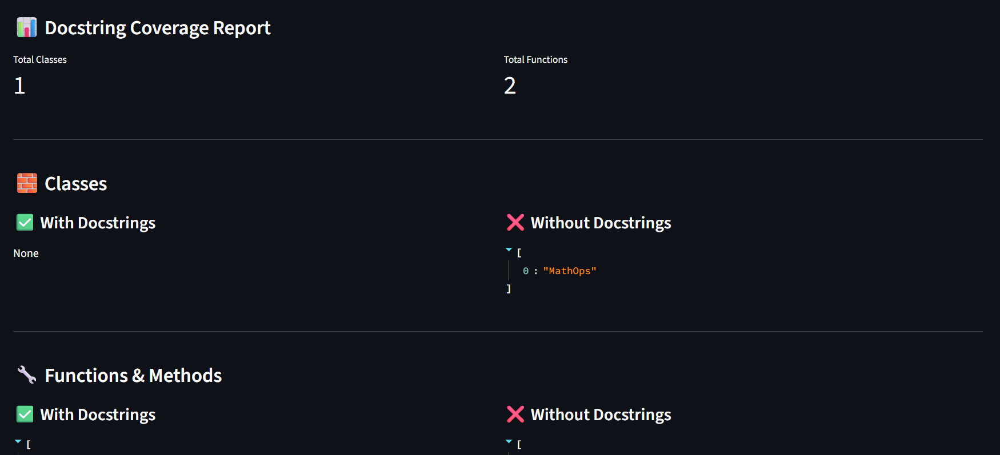 Docstring Coverage Report
Total Classes
Total Functions
1
2
Classes
With Docstrings
Without Docstrings
None
[
0 : "MathOps"
]
Functions & Methods
With Docstrings
Without Docstrings
[
[